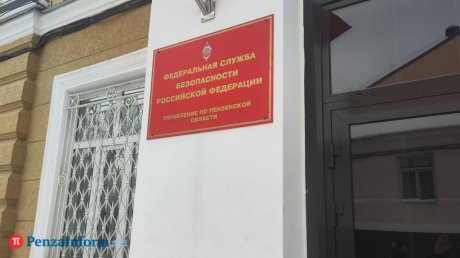 ФЕДЕРАЛЬНАЯ СЛУЖБА
БЕЗОПАСНОСТИ
РОССИЙСКОЙ ФЕДЕРАЦИИ
УПРАВЛЕНИЕ ПО ПЕНЗЕНСКОЙ
ОБЛАСТИ
π PenzaInform